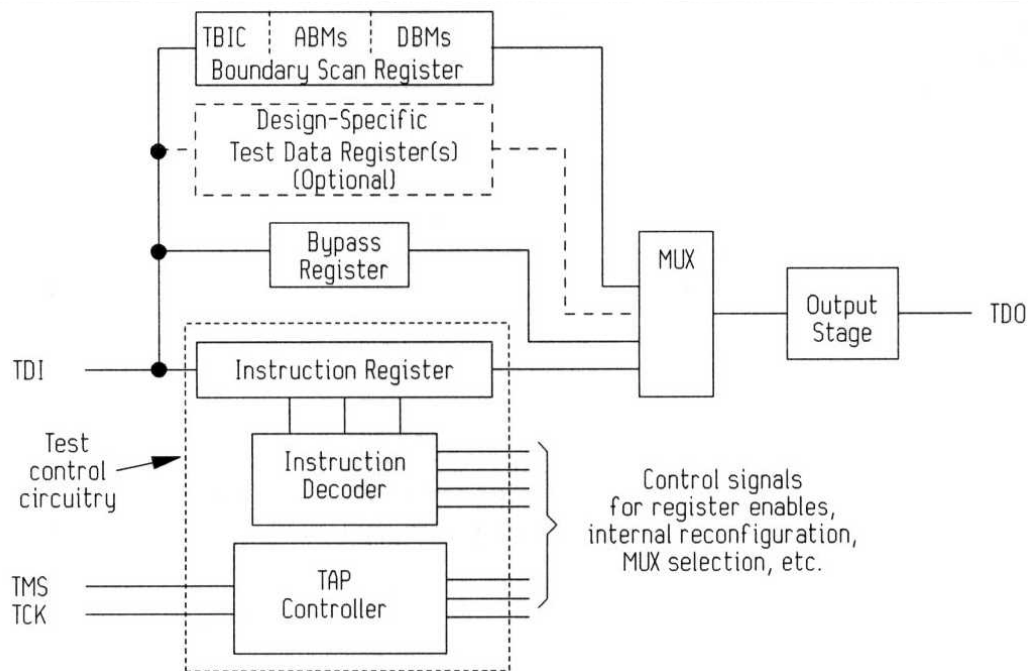 TBIC ABMs DBMs
Boundary Scan Register
Design-Specific
Test Data Register(s)
(Optional)
Bypass
Register
MUX
Output
Stage
TDO
TDI
Instruction Register
Test
control
circuitry
Instruction
Decoder
Control signals
for register enables,
internal reconfiguration,
MUX selection, etc.
TMS
TCK
TAP
Controller